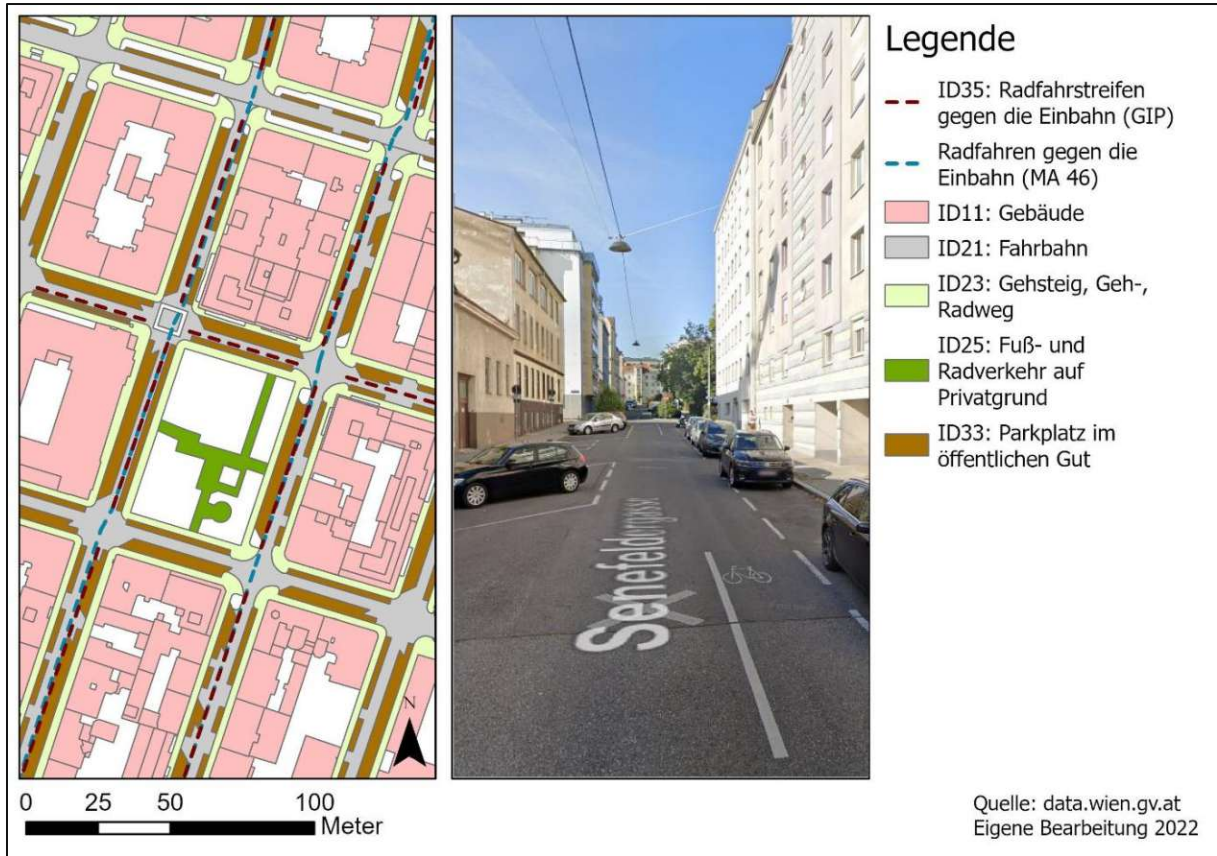 Legende
ID35: Radfahrstreifen
gegen die Einbahn (GIP)
Radfahren gegen die
Einbahn (MA 46)
ID11: Gebäude
ID21: Fahrbahn
ID23: Gehsteig, Geh-,
Radweg
ID25: Fuß- und
Radverkehr auf
Privatgrund
ID33: Parkplatz im
öffentlichen Gut
Senefeldergasse
N
0 25 50 100
Meter
Quelle: data.wien.gv.at
Eigene Bearbeitung 2022